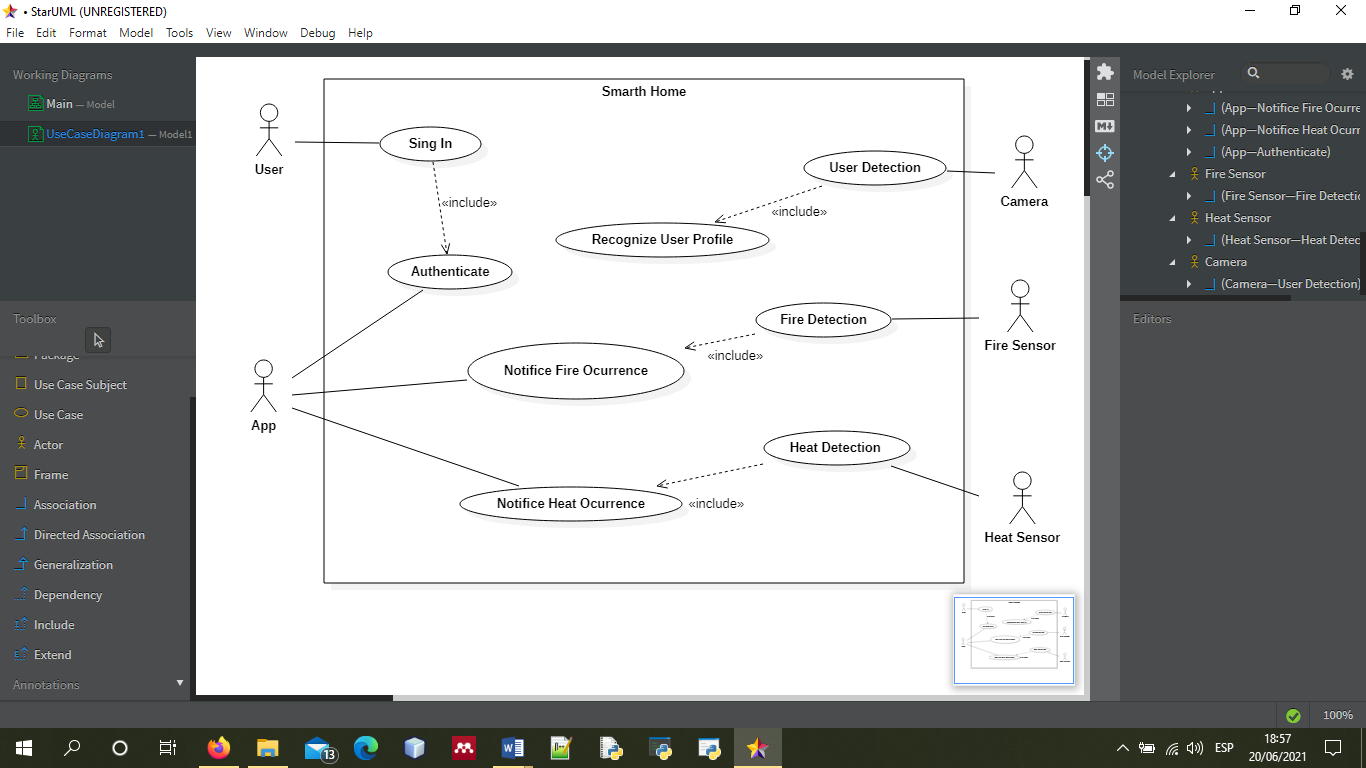 • StarUML (UNREGISTERED)
File Edit Format Model Tools View Window Debug Help
Working Diagrams
Main — Model
UseCaseDiagram1 — Model1
Toolbox
Package
Use Case Subject
Use Case
Actor
Frame
Association
Directed Association
Generalization
Dependency
Include
Extend
Annotations
Smarth Home
User
Sing In
«include»
Authenticate
User Detection
Camera
«include»
Recognize User Profile
Fire Detection
Fire Sensor
«include»
Notifice Fire Ocurrence
App
Heat Detection
Heat Sensor
«include»
Notifice Heat Ocurrence
Model Explorer
(App—Notifice Fire Ocurre
(App—Notifice Heat Ocurr
(App—Authenticate)
Fire Sensor
(Fire Sensor—Fire Detectic
Heat Sensor
(Heat Sensor—Heat Detec
Camera
(Camera—User Detection)
Editors
100%
13
ESP
18:57
20/06/2021